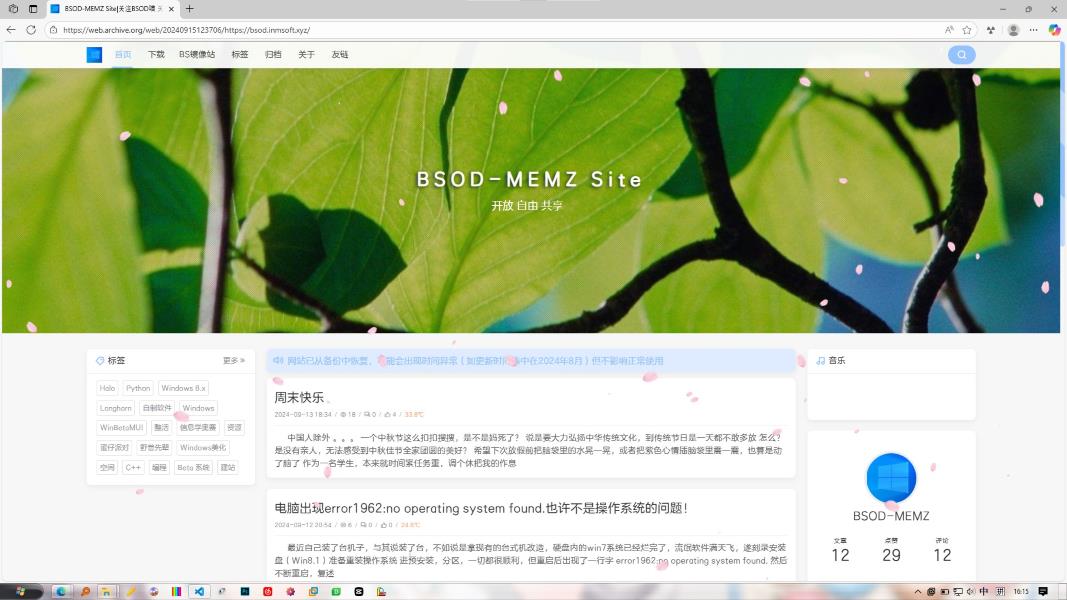 BSOD-MEMZ Site|关注BSOD喵
https://web.archive.org/web/20240915123706/https://bsod.inmsoft.xyz/
首页 下载 BS镜像站 标签 归档 关于 友链
BSOD-MEMZ Site
开放 自由 共享
标签 更多
Halo Python Windows 8.x
Longhorn 自制软件 Windows
WinBetaMUI 整活 信息学奥赛 资源
蛋仔派对 野兽先辈 Windows美化
空间 C++ 编程 Beta 系统 建站
网站已从备份中恢复，可能会出现时间异常（如更新时间集中在2024年8月）但不影响正常使用
周末快乐
2024-09-13 18:34 / 18 / 0 / 4 / 33.8℃
中国人除外 。。。 一个中秋节这么扣扣搜搜，是不是妈死了？ 说是要大力弘扬中华传统文化，到传统节日是一天都不敢多放 怎么？
是没有亲人，无法感受到中秋佳节全家团圆的美好？ 希望下次放假前把脑袋里的水晃一晃，或者把紫色心情插脑袋里
动了脑了 作为一名学生，本来就时间紧任务重，调个休把我的作息
电脑出现error1962:no operating system found.也许不是操作系统的问题！
2024-09-12 20:54 / 6 / 0 / 0 / 24.6℃
最近自己装了台机子，与其说装了台，不如说是拿现有的台式机改造，硬盘内的win7系统已经烂完了，流氓软件满天飞，遂刻录安装
盘（Win8.1）准备重装操作系统 进预安装，分区，一切都很顺利，但重启后出现了一行字 error1962:no operating system found. 然后
不断重启，复述
音乐
BSOD-MEMZ
文章 点赞 评论
12 29 12
中 拼 16:15